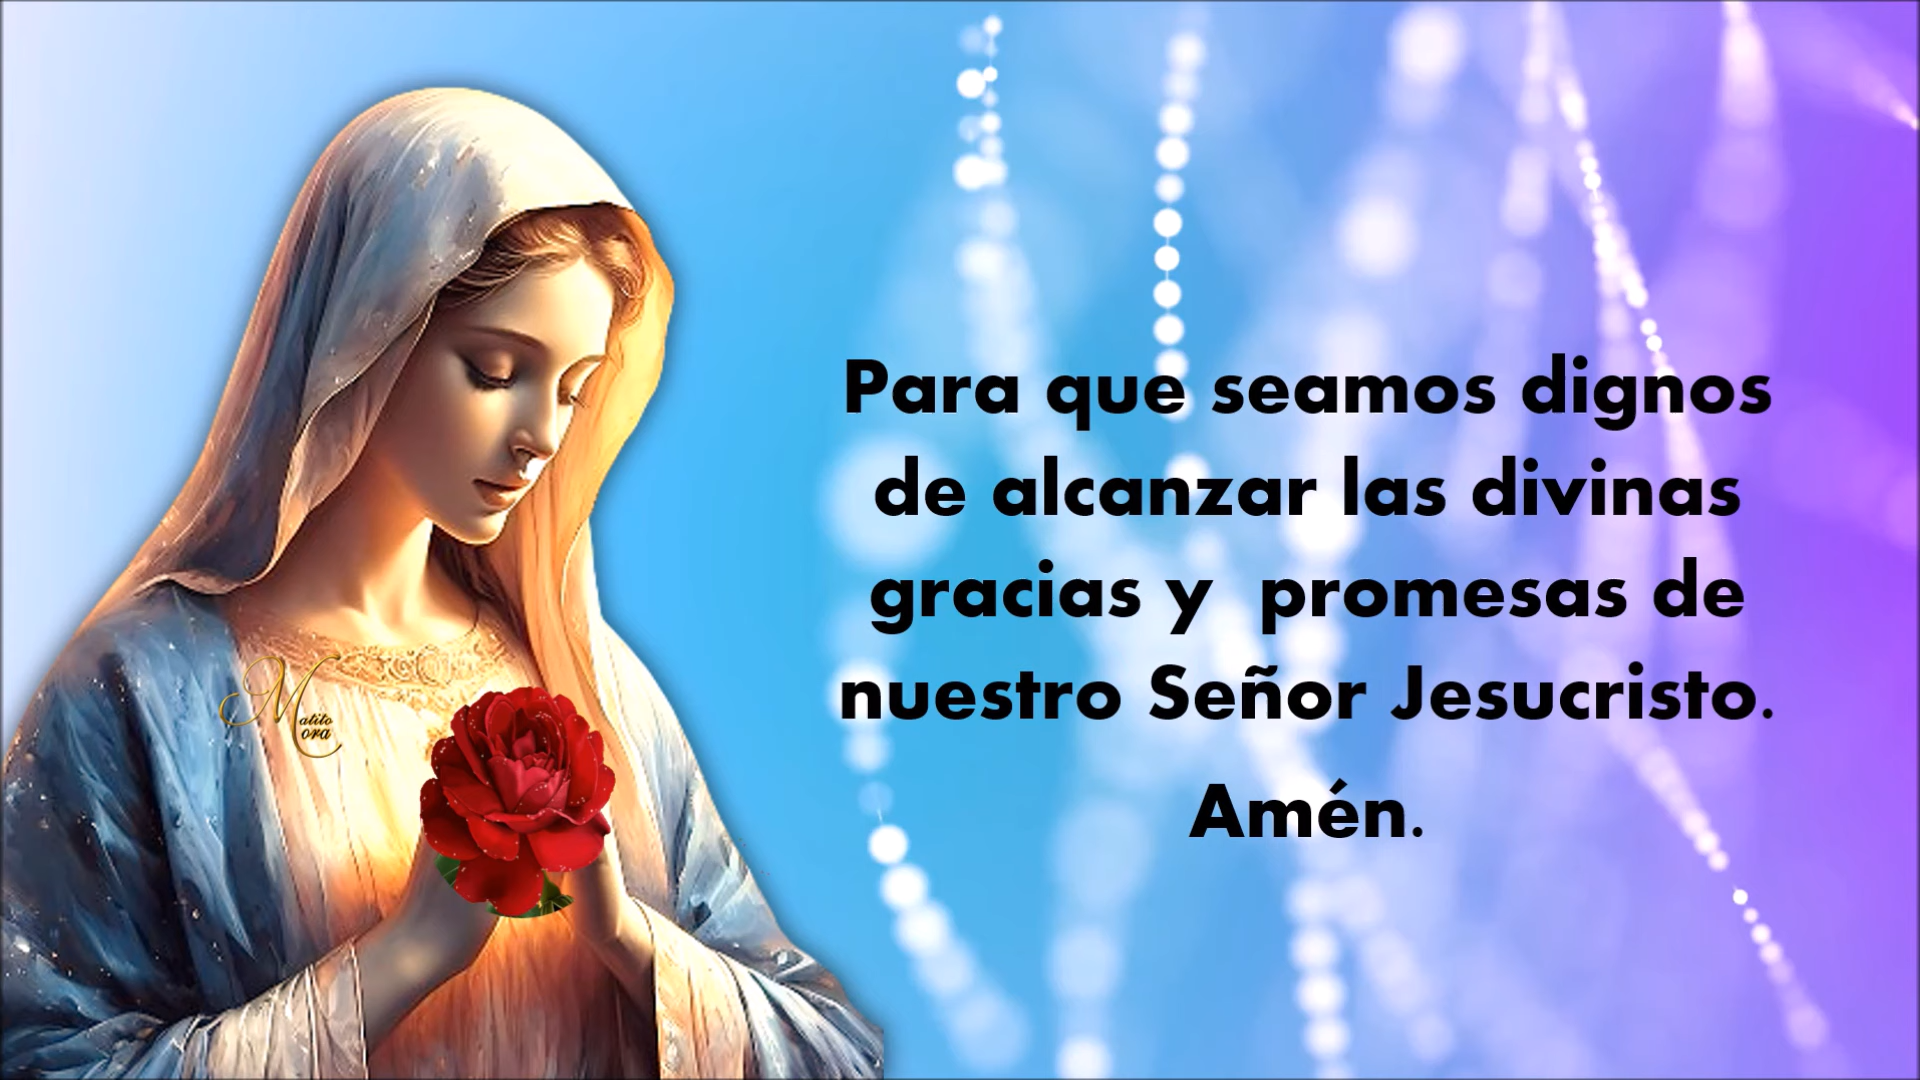 Para que seamos dignos
de alcanzar las divinas
gracias y  promesas de
nuestro Señor Jesucristo.
Amén.
Matito
Mora